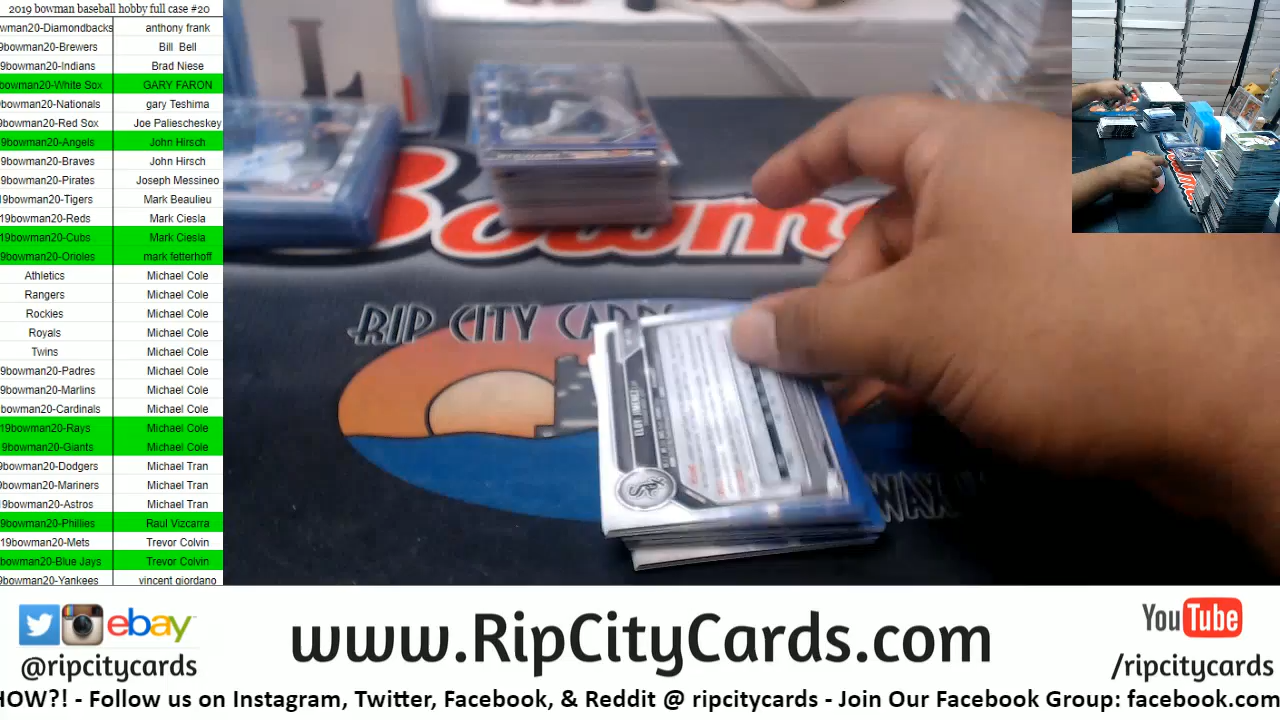 2019 bowman baseball hobby full case #20
wman20-Diamondbacks anthony frank
9bowman20-Brewers Bill Bell
9bowman20-Indians Brad Niese
bowman20-White Sox GARY FARON
bowman20-Nationals gary Teshima
9bowman20-Red Sox Joe Paliescheskey
9bowman20-Angels John Hirsch
9bowman20-Braves John Hirsch
9bowman20-Pirates Joseph Messineo
19bowman20-Tigers Mark Beaulieu
19bowman20-Reds Mark Ciesla
19bowman20-Cubs Mark Ciesla
9bowman20-Orioles mark fetterhoff
Athletics Michael Cole
Rangers Michael Cole
Rockies Michael Cole
Royals Michael Cole
Twins Michael Cole
9bowman20-Padres Michael Cole
9bowman20-Marlins Michael Cole
bowman20-Cardinals Michael Cole
19bowman20-Rays Michael Cole
9bowman20-Giants Michael Cole
9bowman20-Dodgers Michael Tran
9bowman20-Mariners Michael Tran
9bowman20-Astros Michael Tran
9bowman20-Phillies Raul Vizcarra
19bowman20-Mets Trevor Colvin
bowman20-Blue Jays Trevor Colvin
9bowman20-Yankees vincent giordano
Bowma
RIP CITY CARDS
ELOY JIMENEZ
WAX
ebay
@ripcitycards
www.RipCityCards.com
YouTube
/ripcitycards
HOW?! - Follow us on Instagram, Twitter, Facebook, & Reddit @ ripcitycards - Join Our Facebook Group: facebook.com